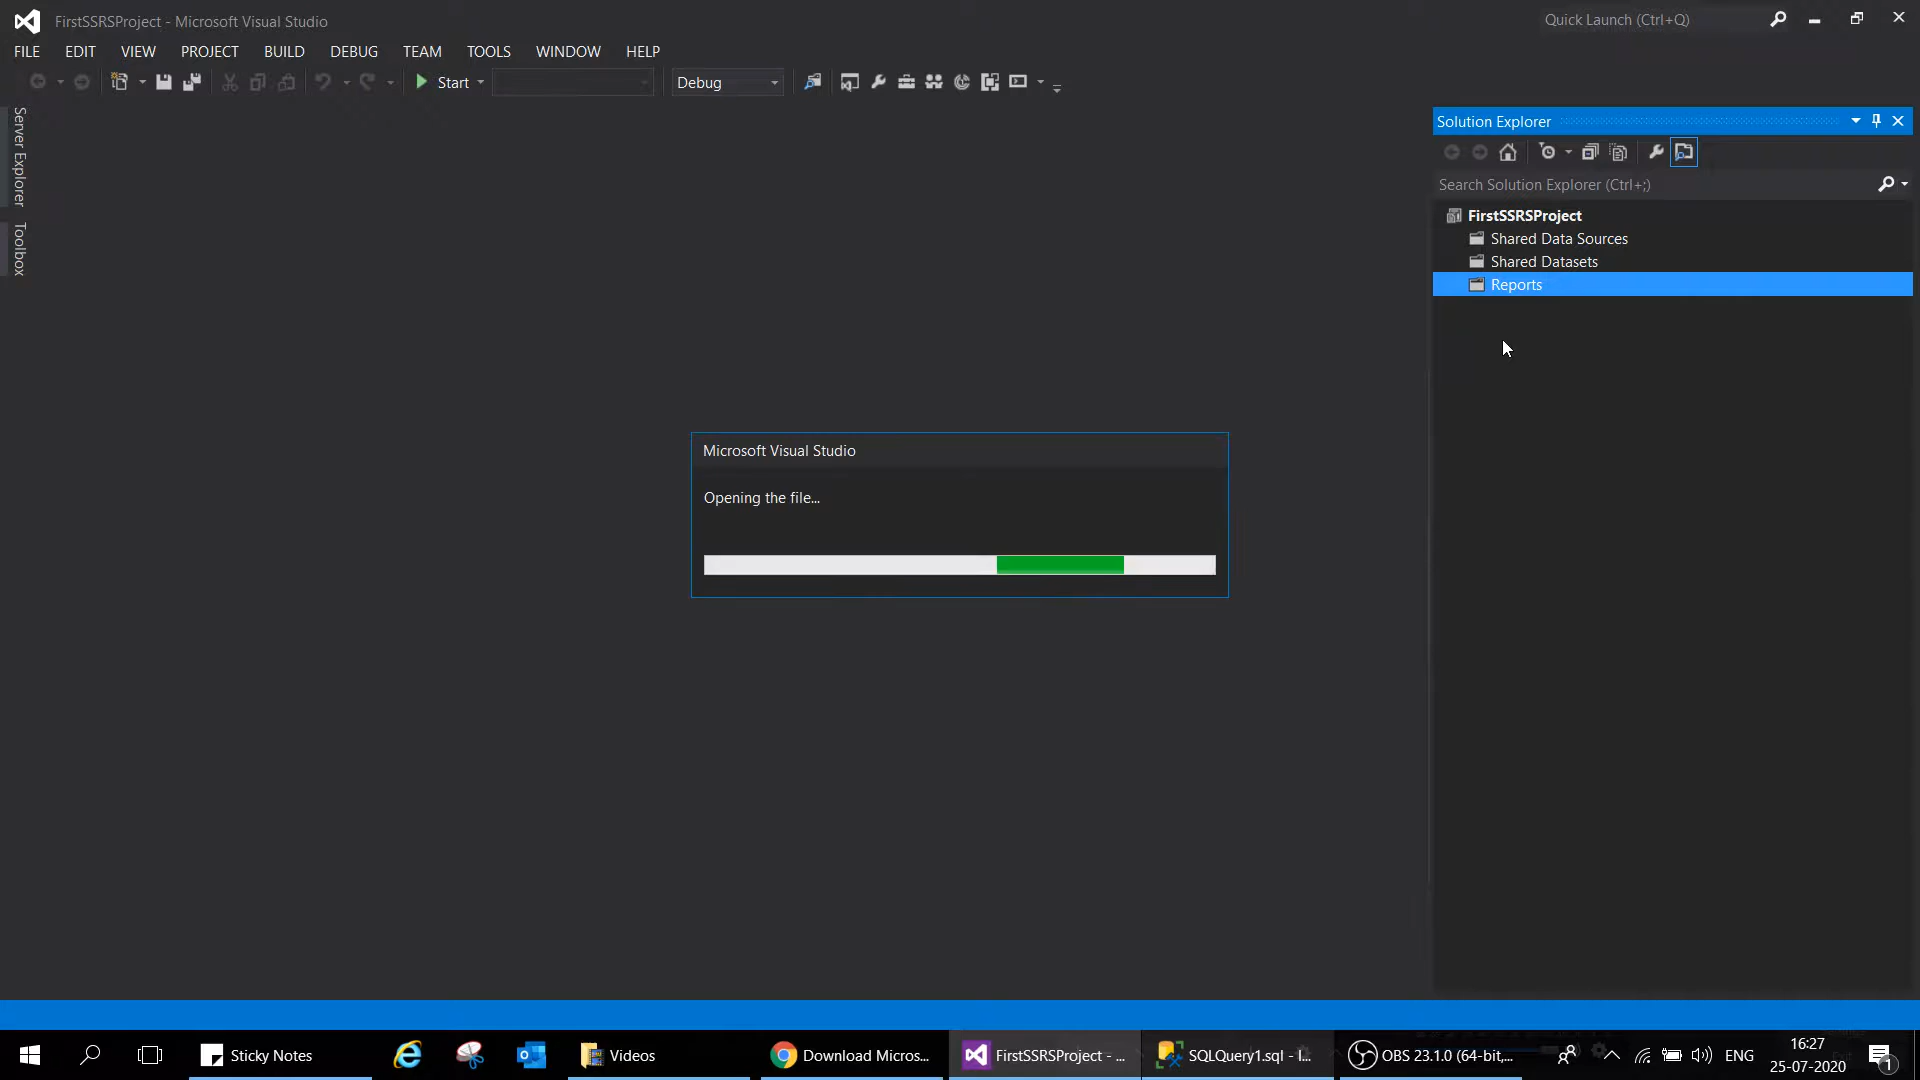 FirstSSRSProject - Microsoft Visual Studio
Quick Launch (Ctrl+Q)
FILE EDIT VIEW PROJECT BUILD DEBUG TEAM TOOLS WINDOW HELP
Start Debug
Server Explorer
Toolbox
Solution Explorer
Search Solution Explorer (Ctrl+;)
FirstSSRSProject
Shared Data Sources
Shared Datasets
Reports
Microsoft Visual Studio
Opening the file...
Sticky Notes
Videos
Download Micros...
FirstSSRSProject - ...
SQLQuery1.sql - I...
OBS 23.1.0 (64-bit,...
ENG
16:27
25-07-2020
1